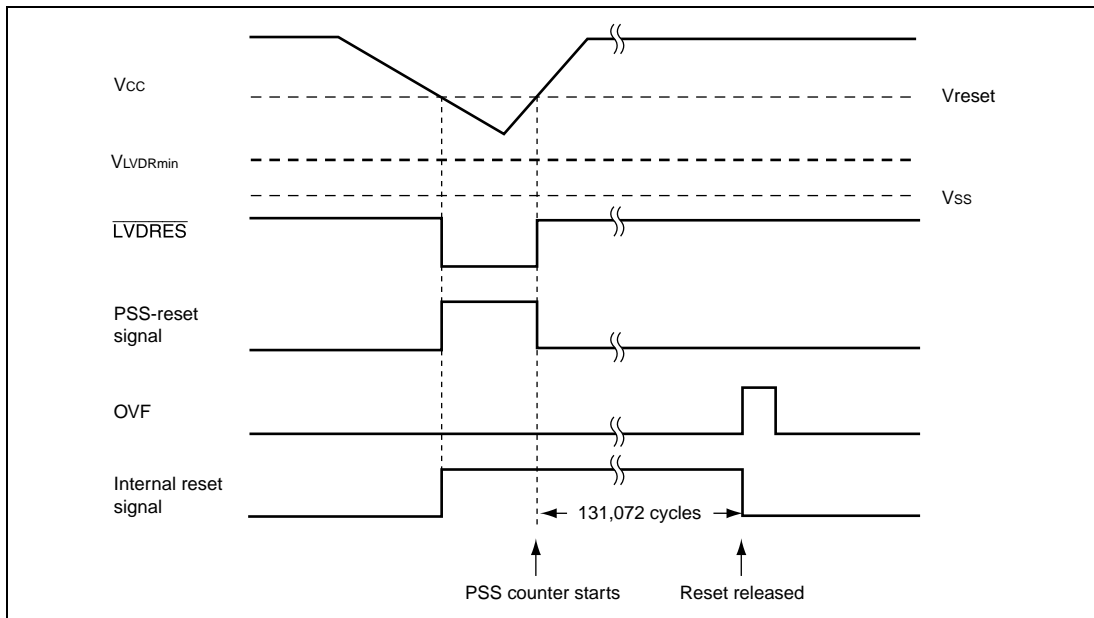 Vcc
Vreset
VLVDRmin
Vss
LVDRES
PSS-reset
signal
OVF
Internal reset
signal
131,072 cycles
PSS counter starts
Reset released